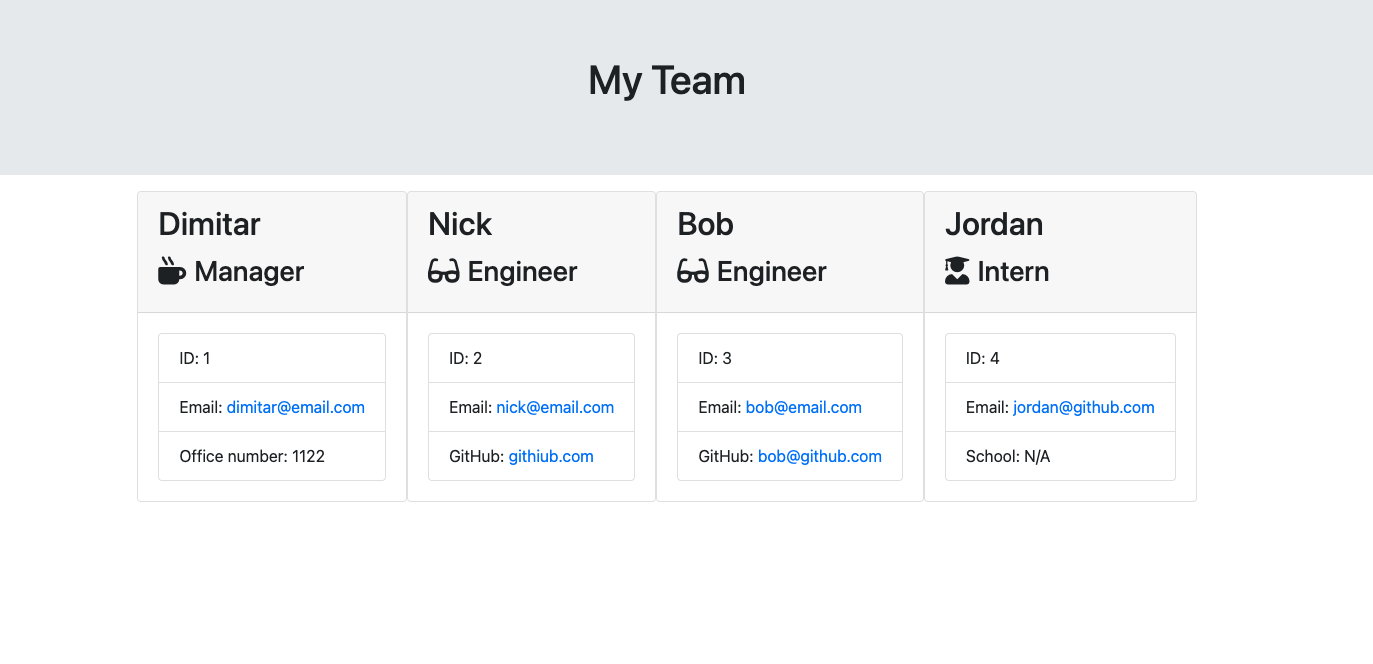 My Team
Dimitar
Manager
ID: 1
Email: dimitar@email.com
Office number: 1122
Nick
Engineer
ID: 2
Email: nick@email.com
GitHub: githiub.com
Bob
Engineer
ID: 3
Email: bob@email.com
GitHub: bob@github.com
Jordan
Intern
ID: 4
Email: jordan@github.com
School: N/A